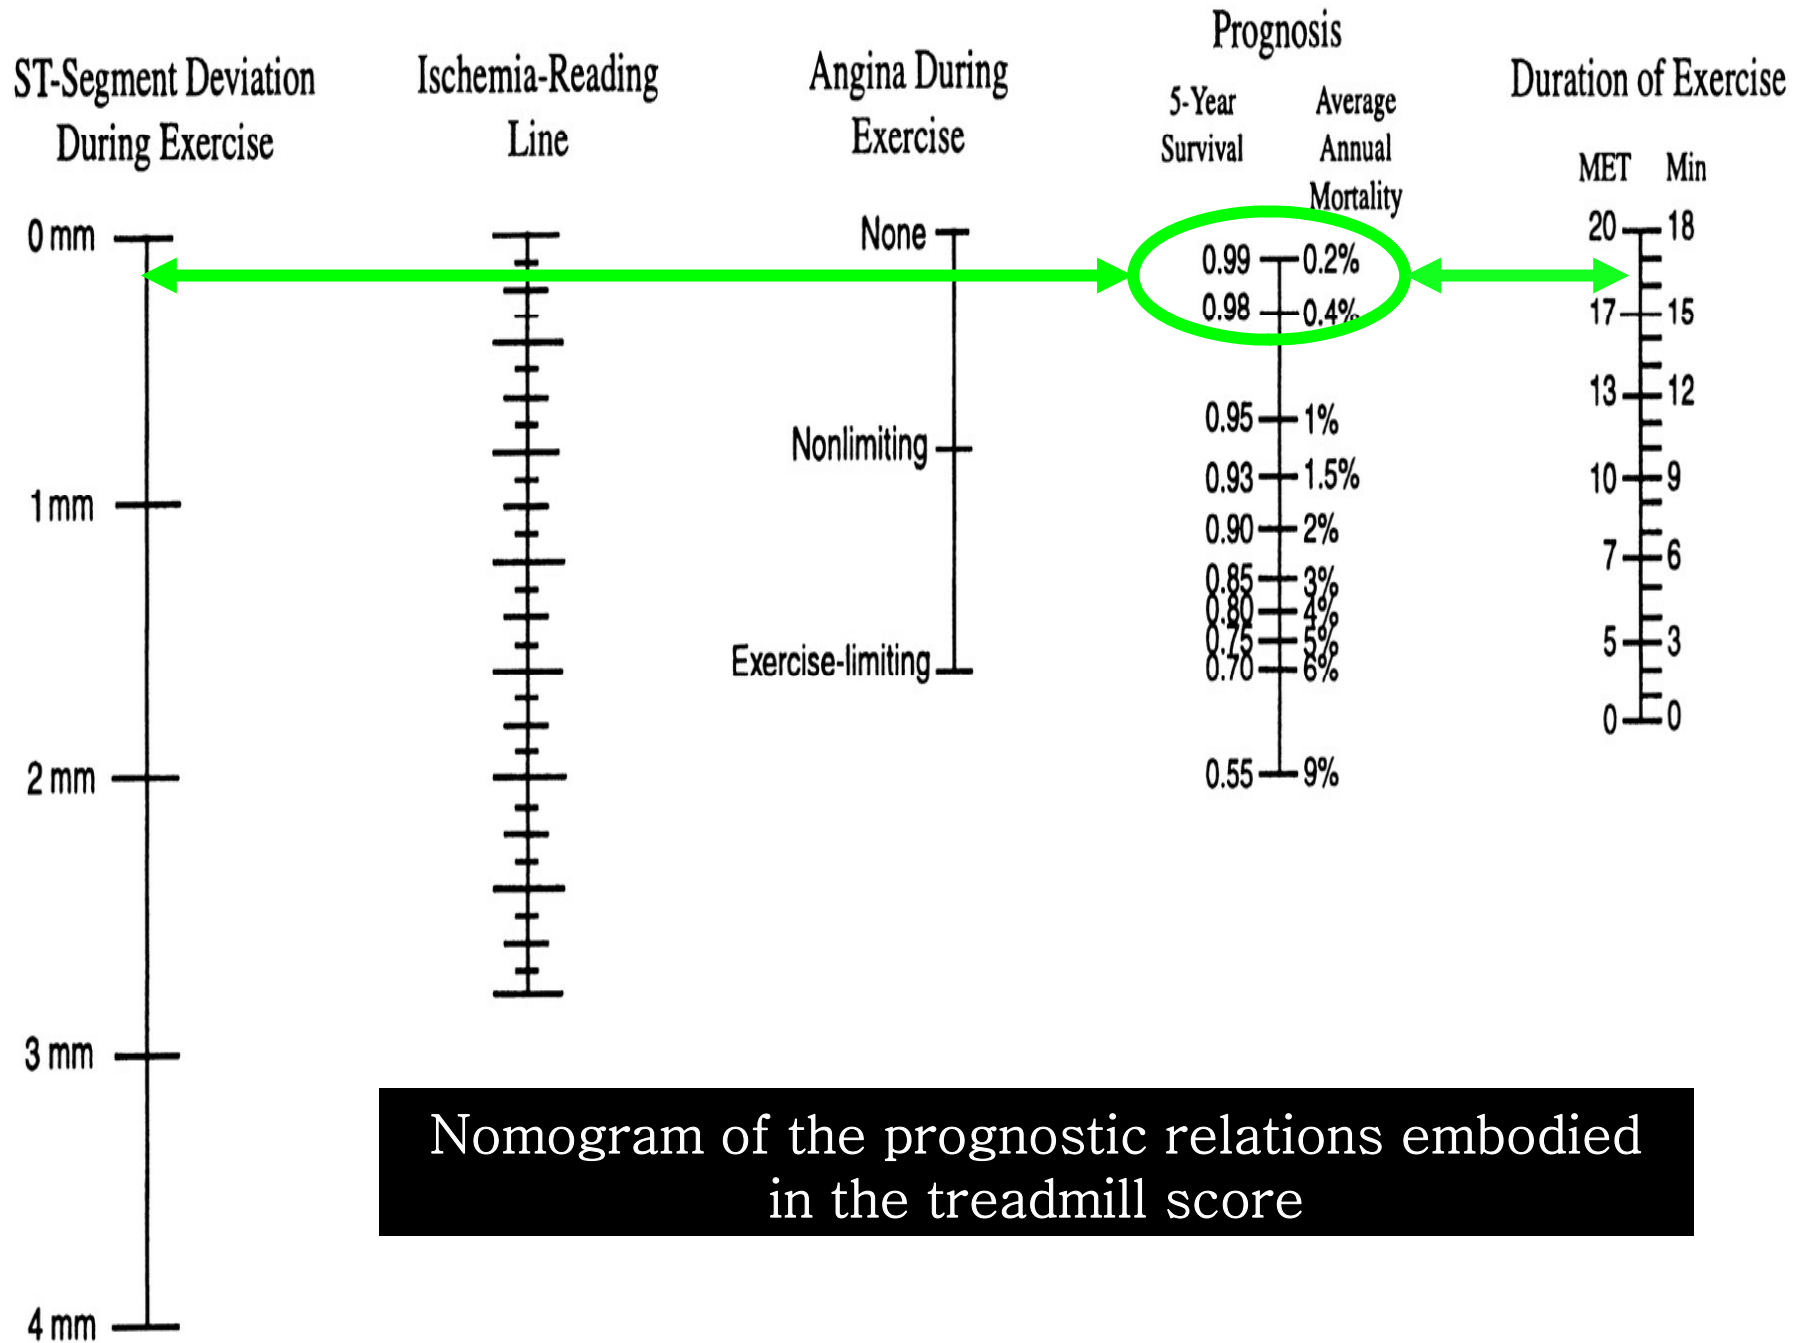 ST-Segment Deviation
During Exercise
0 mm
1 mm
2 mm
3 mm
4 mm
Ischemia-Reading
Line
Angina During
Exercise
None
Nonlimiting
Exercise-limiting
Prognosis
5-Year
Survival
Average
Annual
Mortality
0.99 0.2%
0.98 0.4%
0.95 1%
0.93 1.5%
0.90 2%
0.85 3%
0.80 4%
0.75 5%
0.70 6%
0.55 9%
Duration of Exercise
MET Min
20 18
17 15
13 12
10 9
7 6
5 3
0 0
Nomogram of the prognostic relations embodied
in the treadmill score